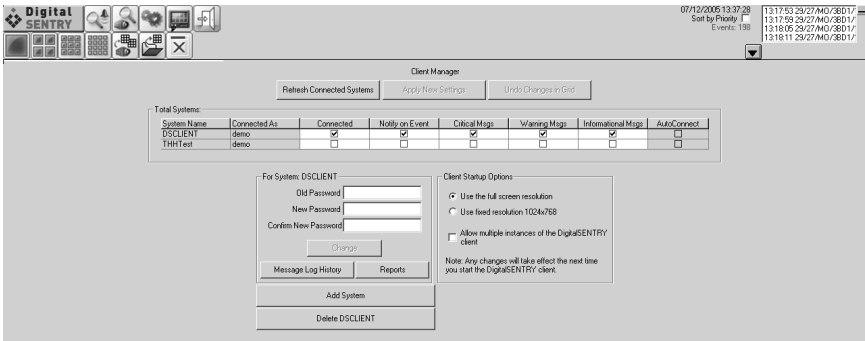 Digital
SENTRY
07/12/2005 13:37:28
Sort by Priority
Events: 198
13:17:53 29/27/MO/3BD1/
13:17:59 29/27/MO/3BD1/
13:18:05 29/27/MO/3BD1/
13:18:11 29/27/MO/3BD1/
Client Manager
Refresh Connected Systems Apply New Settings Undo Changes in Grid
Total Systems:
System Name Connected As Connected Notify on Event Critical Msgs Warning Msgs Informational Msgs AutoConnect
DSCLIENT demo
THHTest demo
For System: DSCLIENT
Old Password
New Password
Confirm New Password
Change
Message Log History Reports
Add System
Delete DSCLIENT
Client Startup Options
Use the full screen resolution
Use fixed resolution 1024x768
Allow multiple instances of the DigitalSENTRY
client
Note: Any changes will take effect the next time
you start the DigitalSENTRY client.